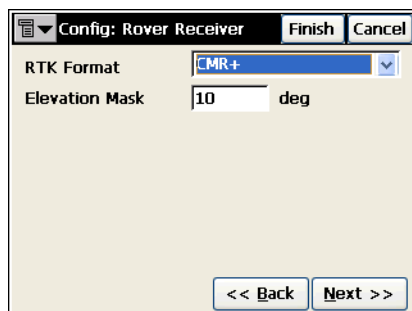 Config: Rover Receiver Finish Cancel
RTK Format CMR+
Elevation Mask 10 deg
<< Back Next >>